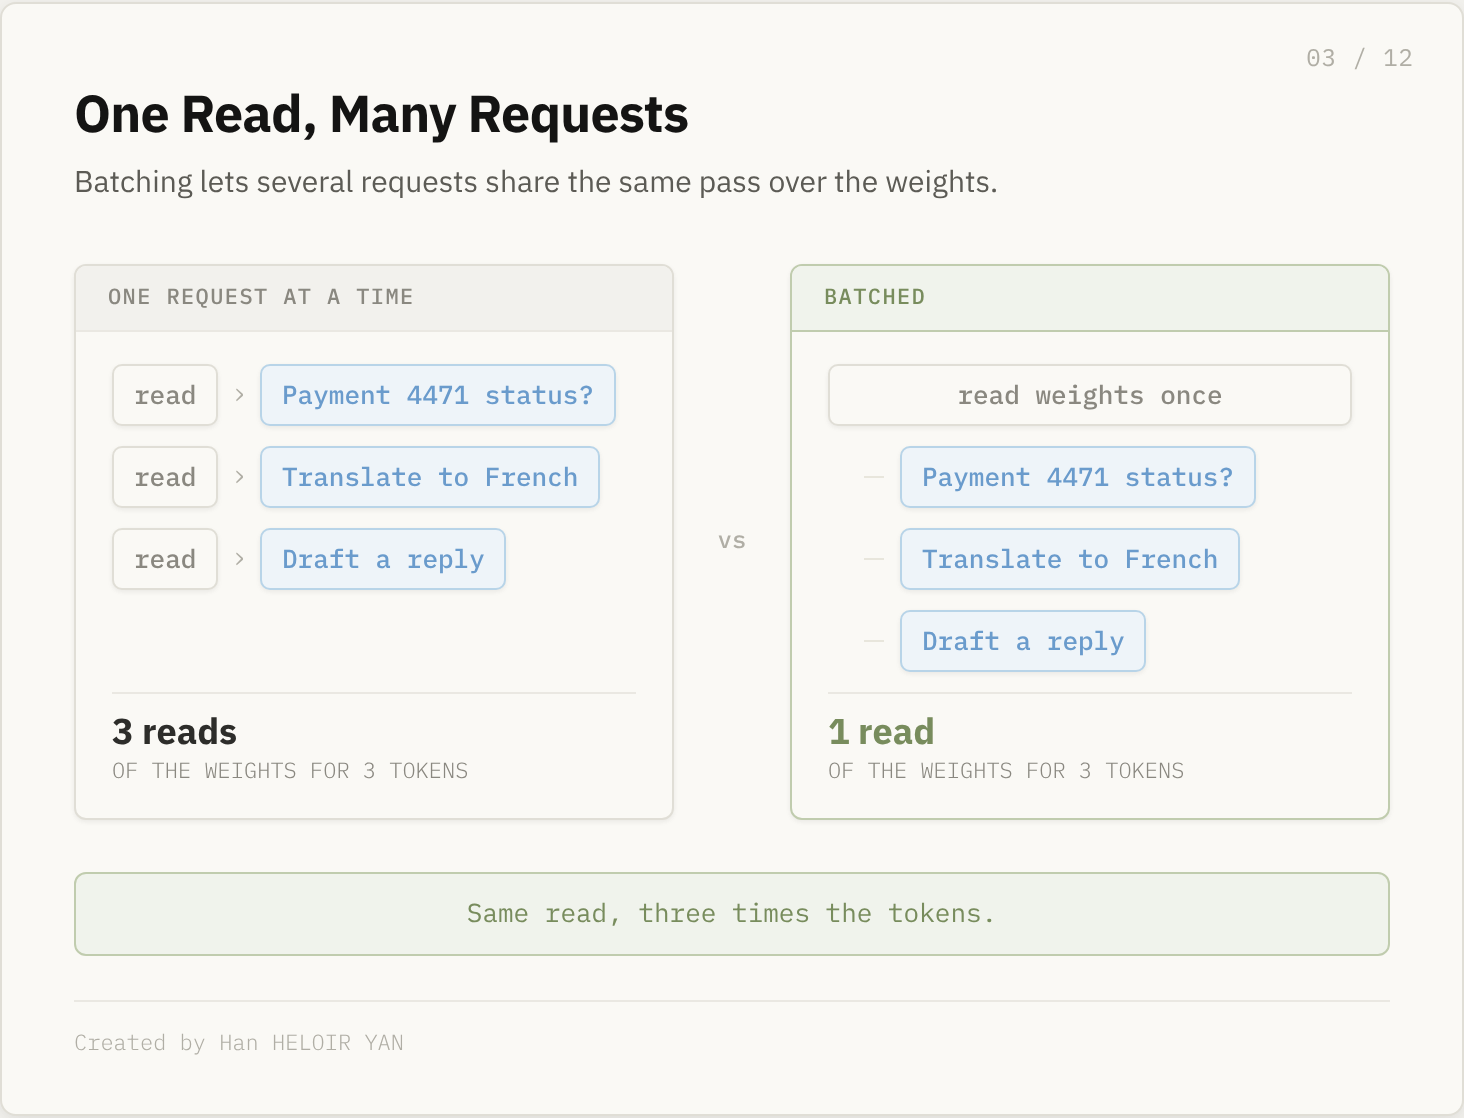 03 / 12
One Read, Many Requests
Batching lets several requests share the same pass over the weights.
ONE REQUEST AT A TIME
read › Payment 4471 status?
read › Translate to French
read › Draft a reply
3 reads
OF THE WEIGHTS FOR 3 TOKENS
vs
BATCHED
read weights once
— Payment 4471 status?
— Translate to French
— Draft a reply
1 read
OF THE WEIGHTS FOR 3 TOKENS
Same read, three times the tokens.
Created by Han HELOIR YAN